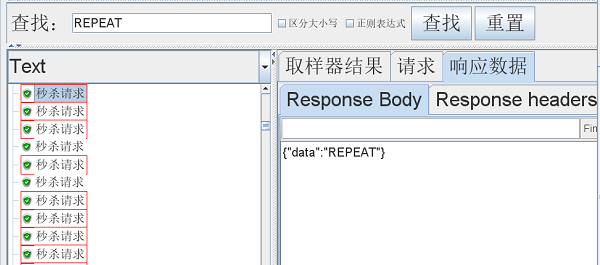 查找： REPEAT 区分大小写 正则表达式 查找 重置
Text
秒杀请求
秒杀请求
秒杀请求
秒杀请求
秒杀请求
秒杀请求
秒杀请求
秒杀请求
秒杀请求
秒杀请求
取样器结果 请求 响应数据
Response Body Response headers
Fin
{"data":"REPEAT"}